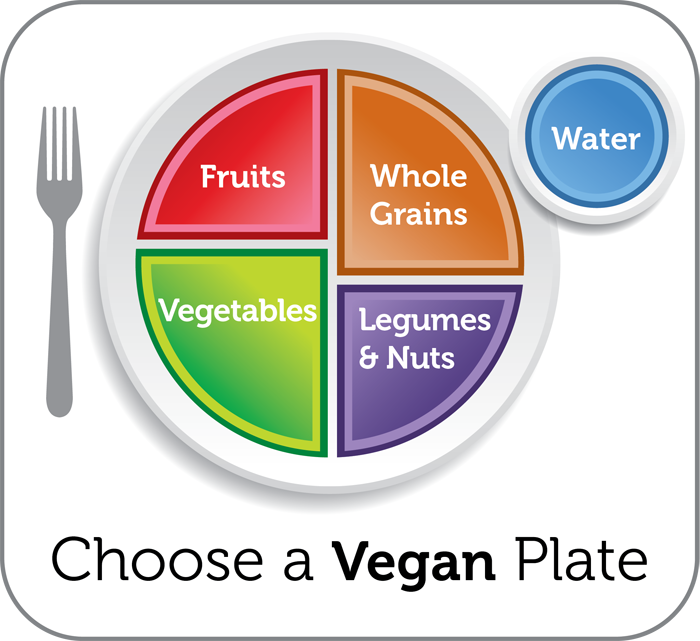 Fruits
Whole
Grains
Water
Vegetables
Legumes
& Nuts
Choose a Vegan Plate